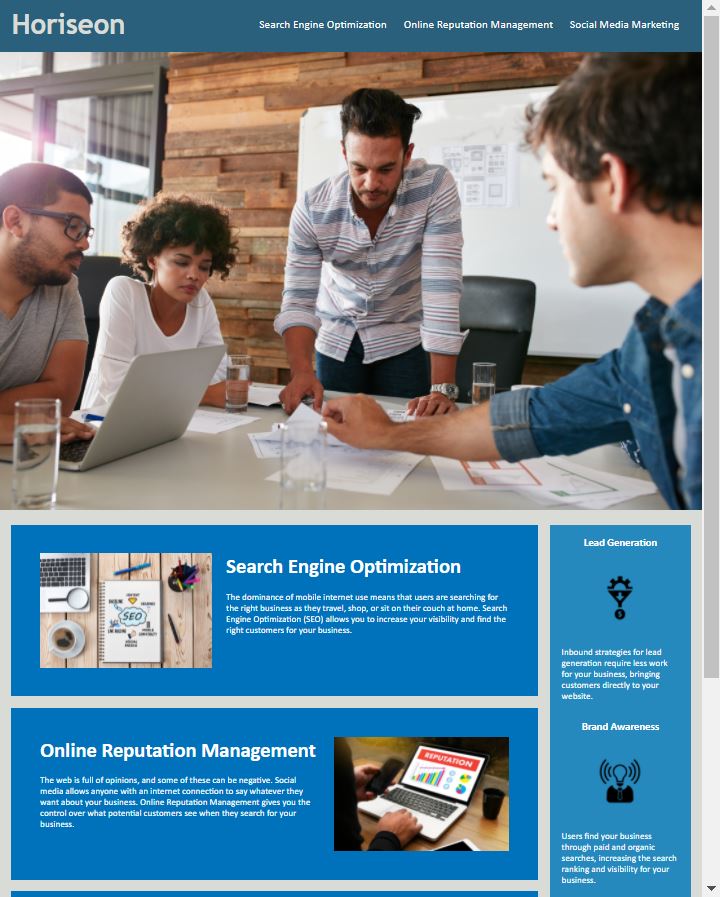 Horiseon
Search Engine Optimization
Online Reputation Management
Social Media Marketing
Search Engine Optimization
The dominance of mobile internet use means that users are searching for
the right business as they travel, shop, or sit on their couch at home. Search
Engine Optimization (SEO) allows you to increase your visibility and find the
right customers for your business.
SEO
Online Reputation Management
The web is full of opinions, and some of these can be negative. Social
media allows anyone with an internet connection to say whatever they
want about your business. Online Reputation Management gives you the
control over what potential customers see when they search for your
business.
REPUTATION
Lead Generation
Inbound strategies for lead
generation require less work
for your business, bringing
customers directly to your
website.
Brand Awareness
Users find your business
through paid and organic
searches, increasing the search
ranking and visibility for your
business.